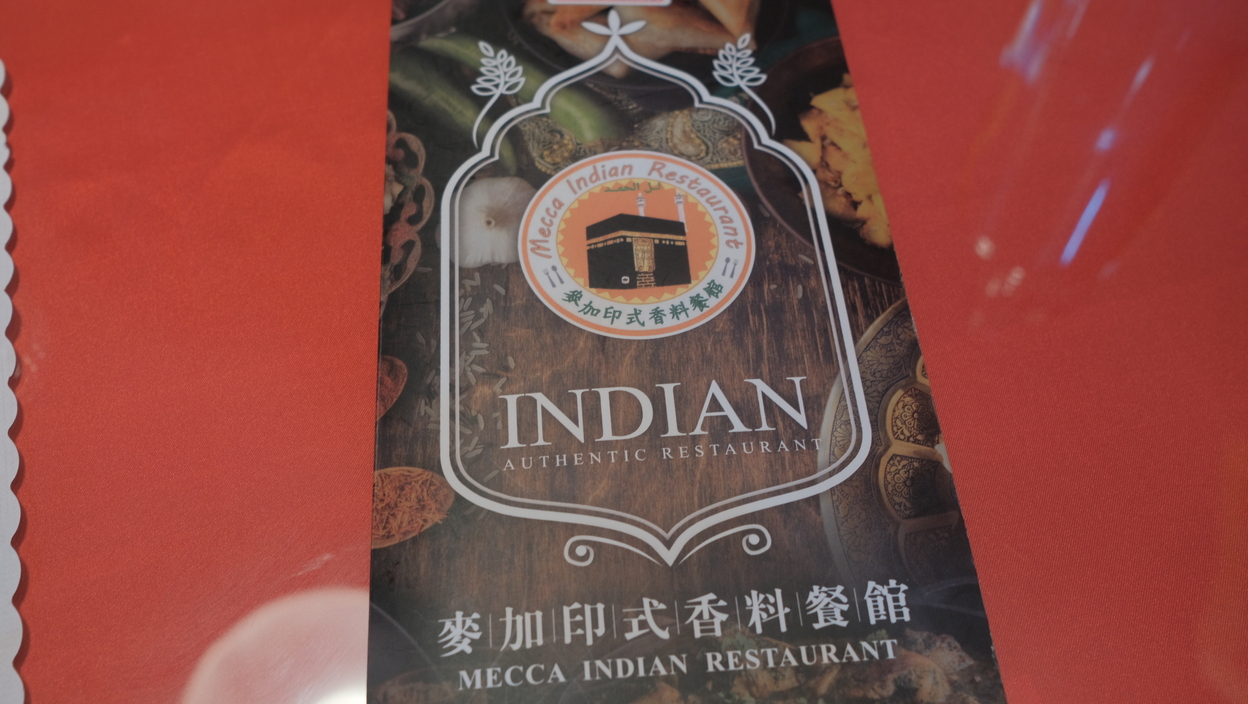 Mecca Indian Restaurant
麥加印式香料餐館
INDIAN
AUTHENTIC RESTAURANT
麥加印式香料餐館
MECCA INDIAN RESTAURANT